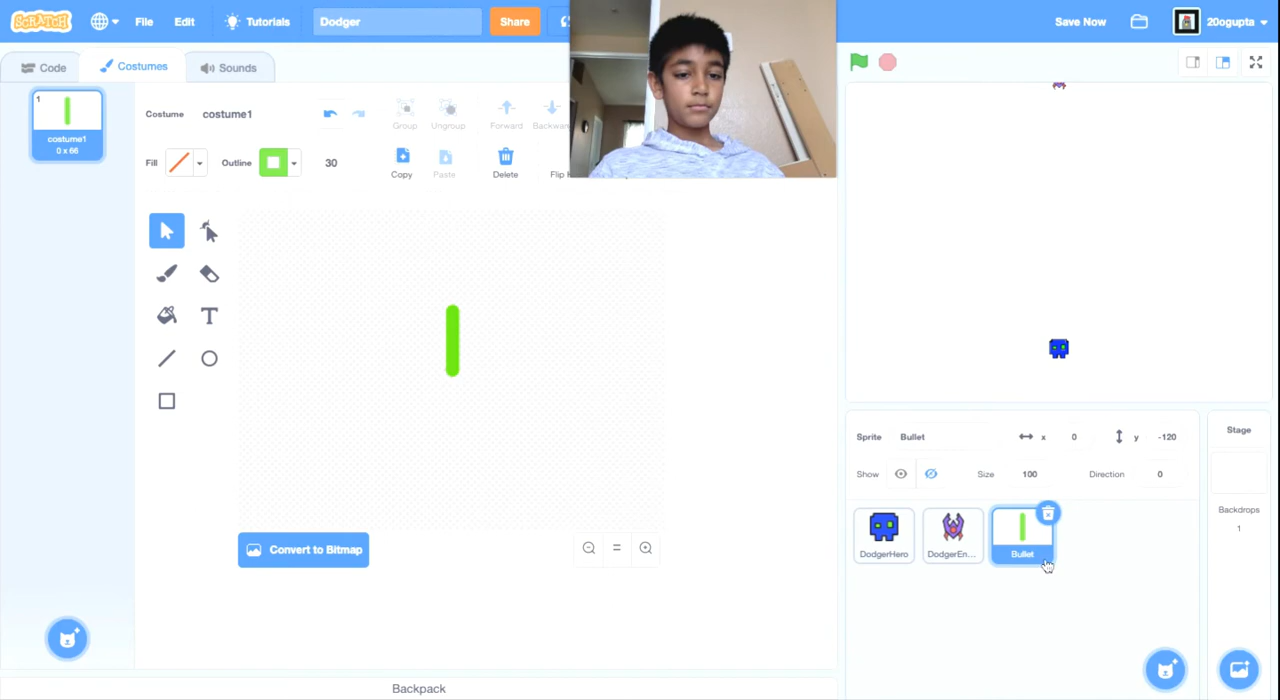 SCRATCH File Edit Tutorials Dodger Share Save Now 20ogupta
Code Costumes Sounds
1
costume1
0 x 66
Costume costume1 Group Ungroup Forward Backward
Fill Outline 30 Copy Paste Delete Flip H
Convert to Bitmap
Sprite Bullet x 0 y -120
Show Size 100 Direction 0
DodgerHero DodgerEn... Bullet
Stage
Backdrops
1
Backpack